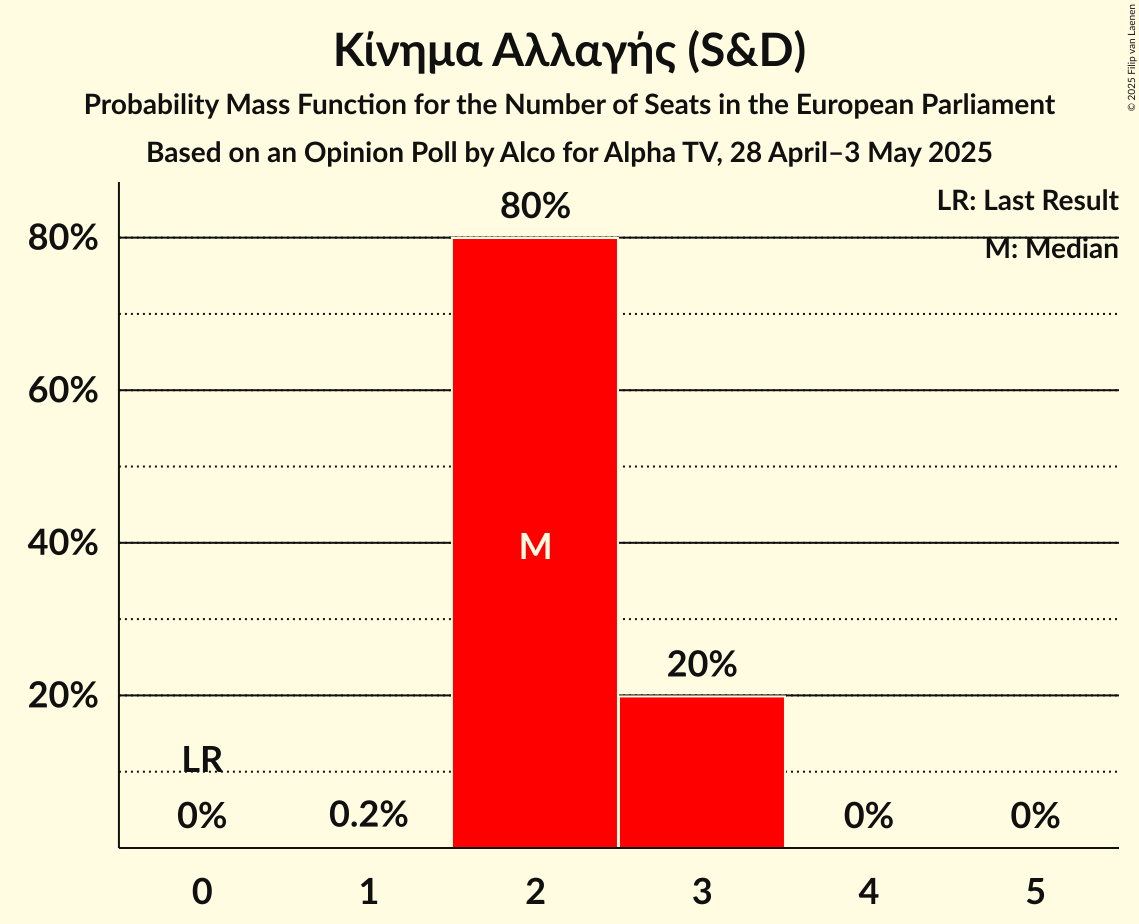 Κίνημα Αλλαγής (S&D)
Probability Mass Function for the Number of Seats in the European Parliament
Based on an Opinion Poll by Alco for Alpha TV, 28 April–3 May 2025
© 2025 Filip van Laenen
LR: Last Result
M: Median
80%
60%
40%
20%
80%
M
20%
LR
0%
0.2%
0%
0%
0 1 2 3 4 5